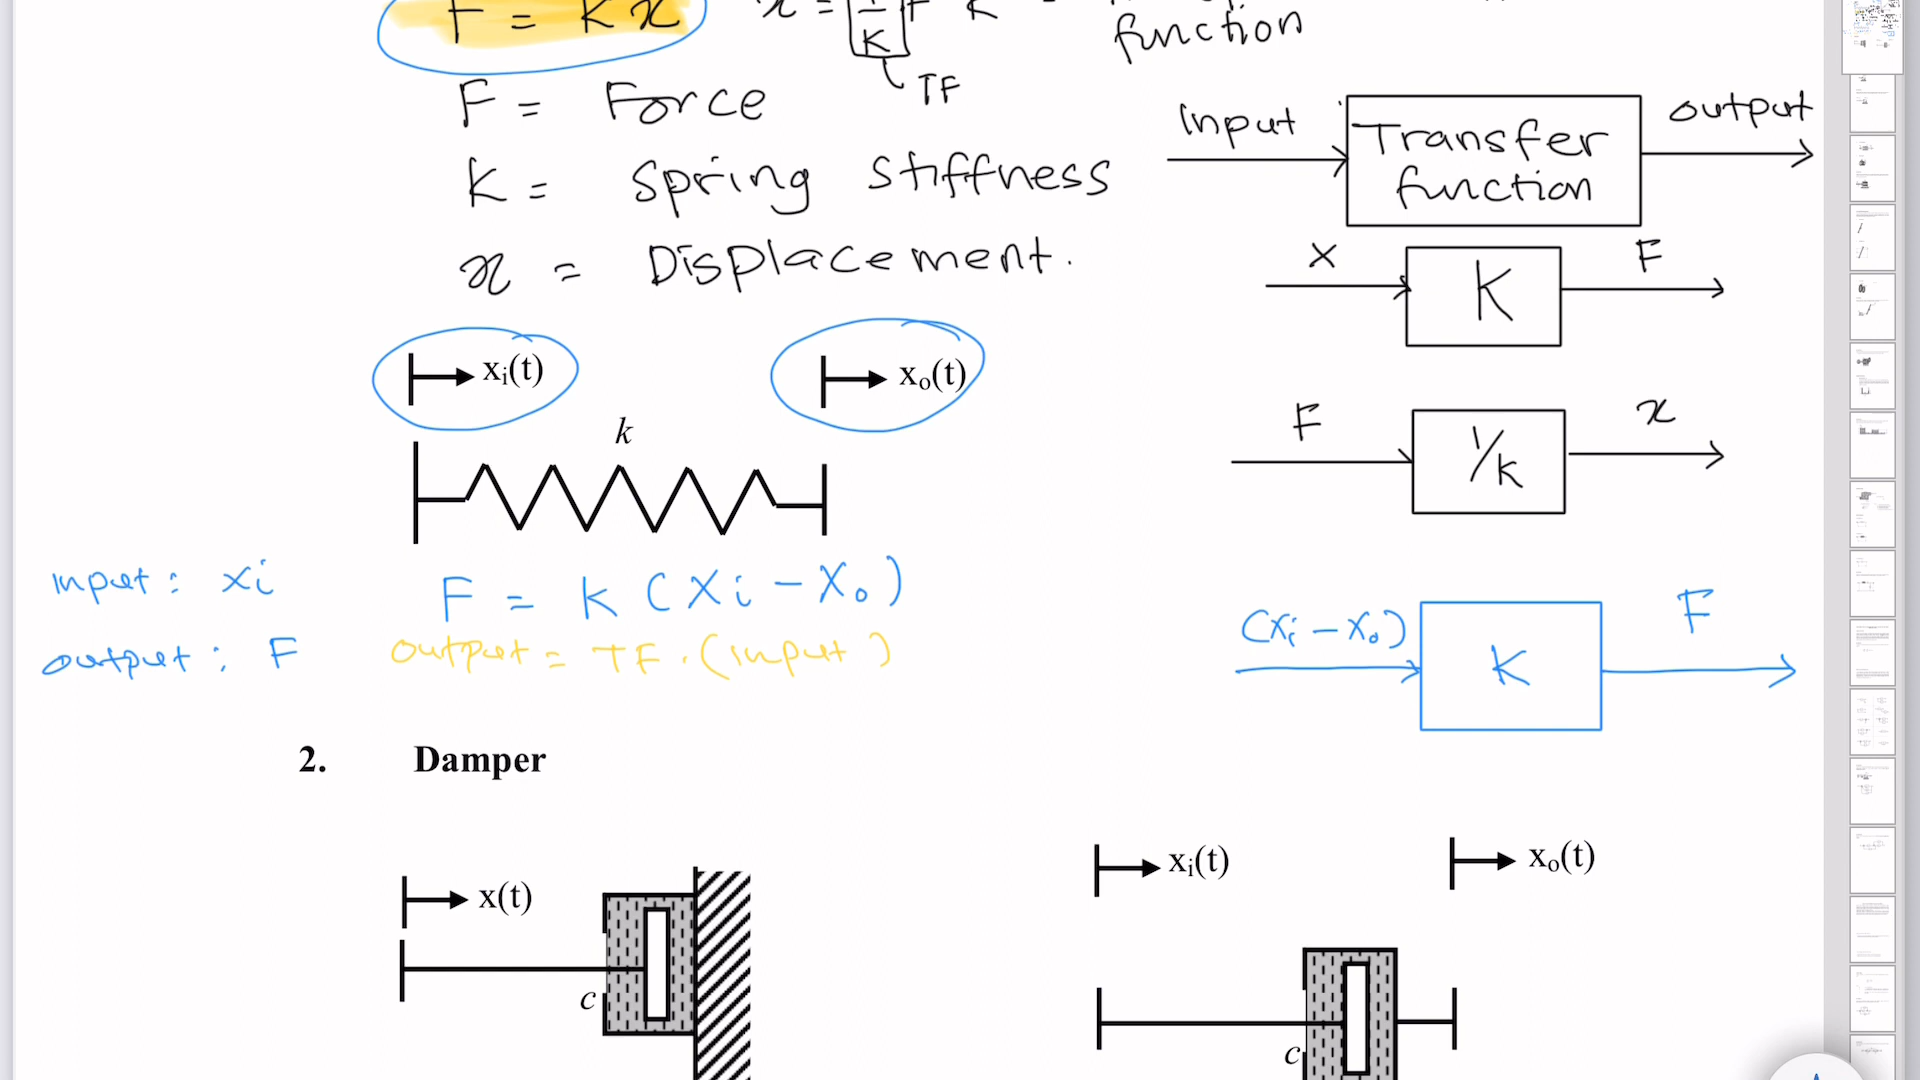 F = K x
x = 1/K F
function
TF
F = Force
K = Spring Stiffness
x = Displacement.
input
Transfer function
output
X
K
F
F
1/K
x
xi(t)
xo(t)
k
input: xi
F = K (Xi - Xo)
output: F
output = TF . (input)
(Xi - Xo)
K
F
2. Damper
x(t)
c
xi(t)
xo(t)
c